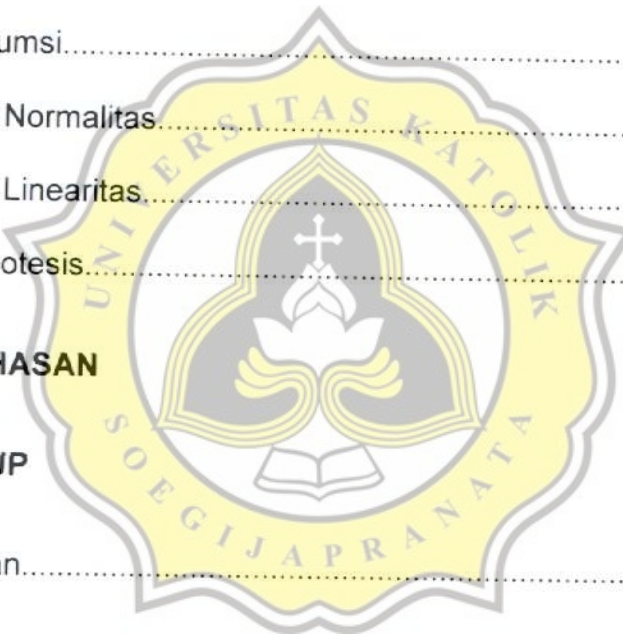 umsi
Normalitas
Linearitas
otesis
HASAN
UP
an
UNIVERSITAS KATOLIK
SOEGIJAPRANATA